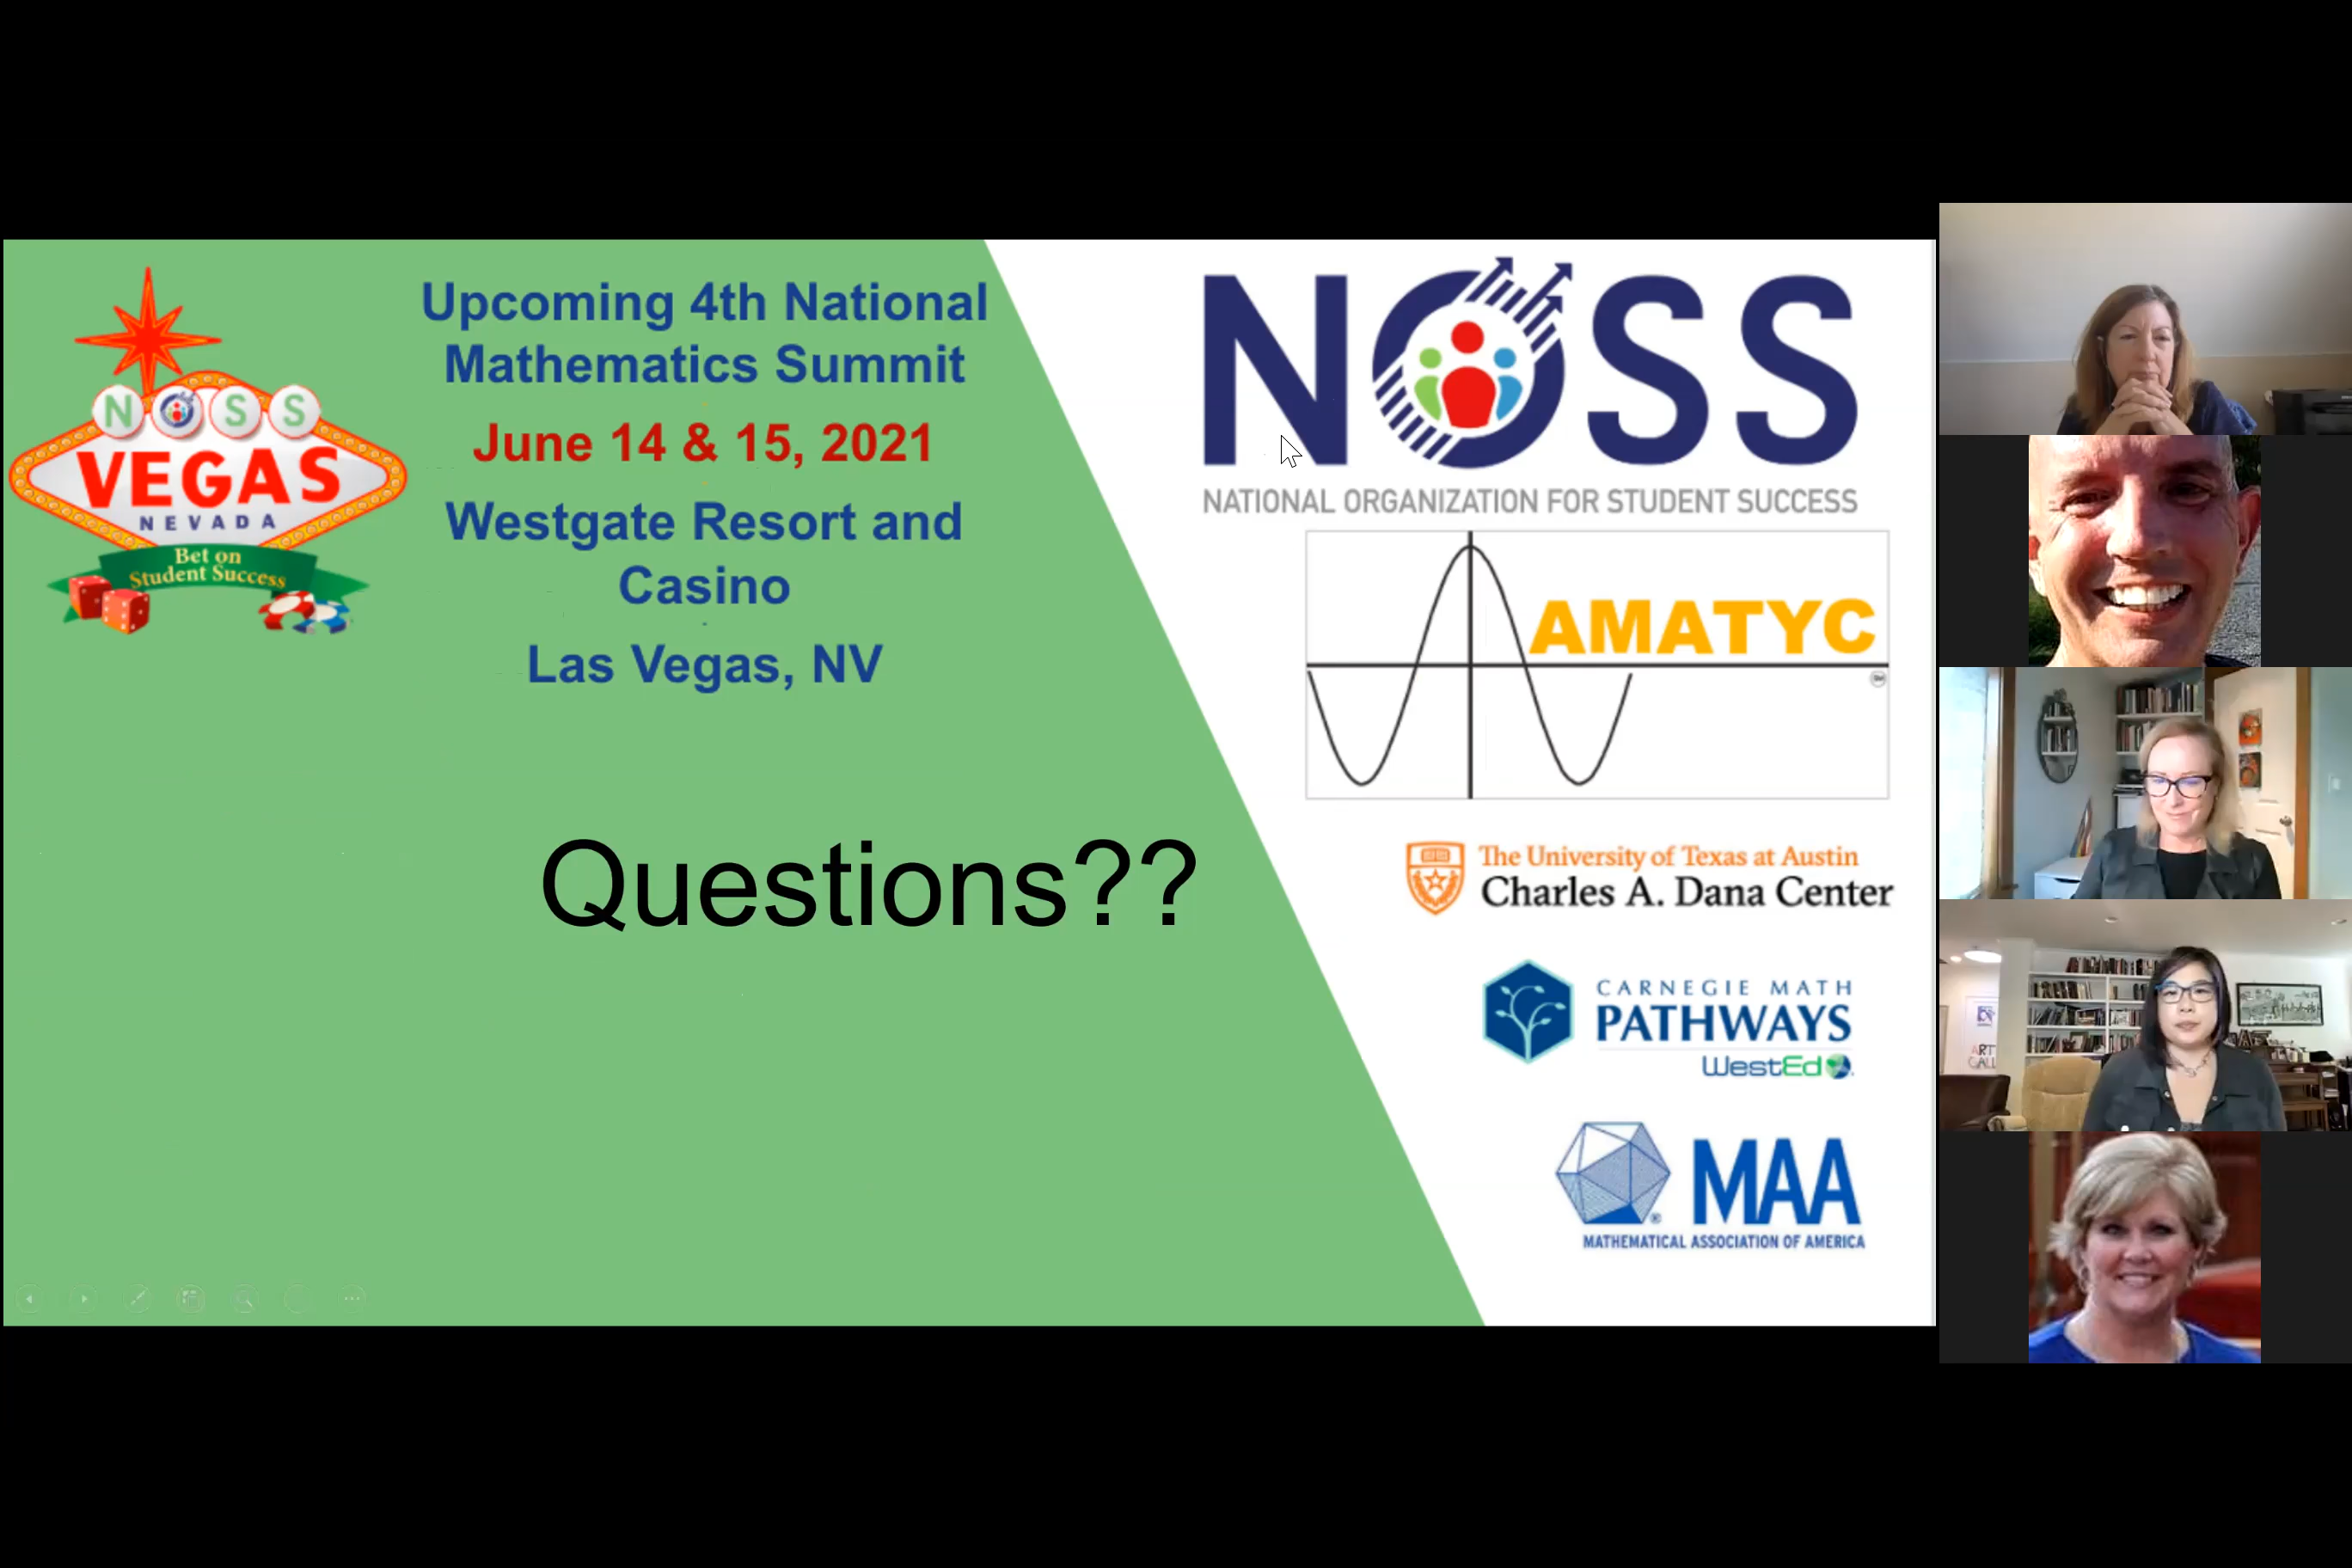 Upcoming 4th National
Mathematics Summit
June 14 & 15, 2021
Westgate Resort and
Casino
Las Vegas, NV
NOSS
VEGAS
NEVADA
Bet on
Student Success
Questions??
NOSS
NATIONAL ORGANIZATION FOR STUDENT SUCCESS
AMATYC
The University of Texas at Austin
Charles A. Dana Center
CARNEGIE MATH
PATHWAYS
WestEd
MAA
MATHEMATICAL ASSOCIATION OF AMERICA